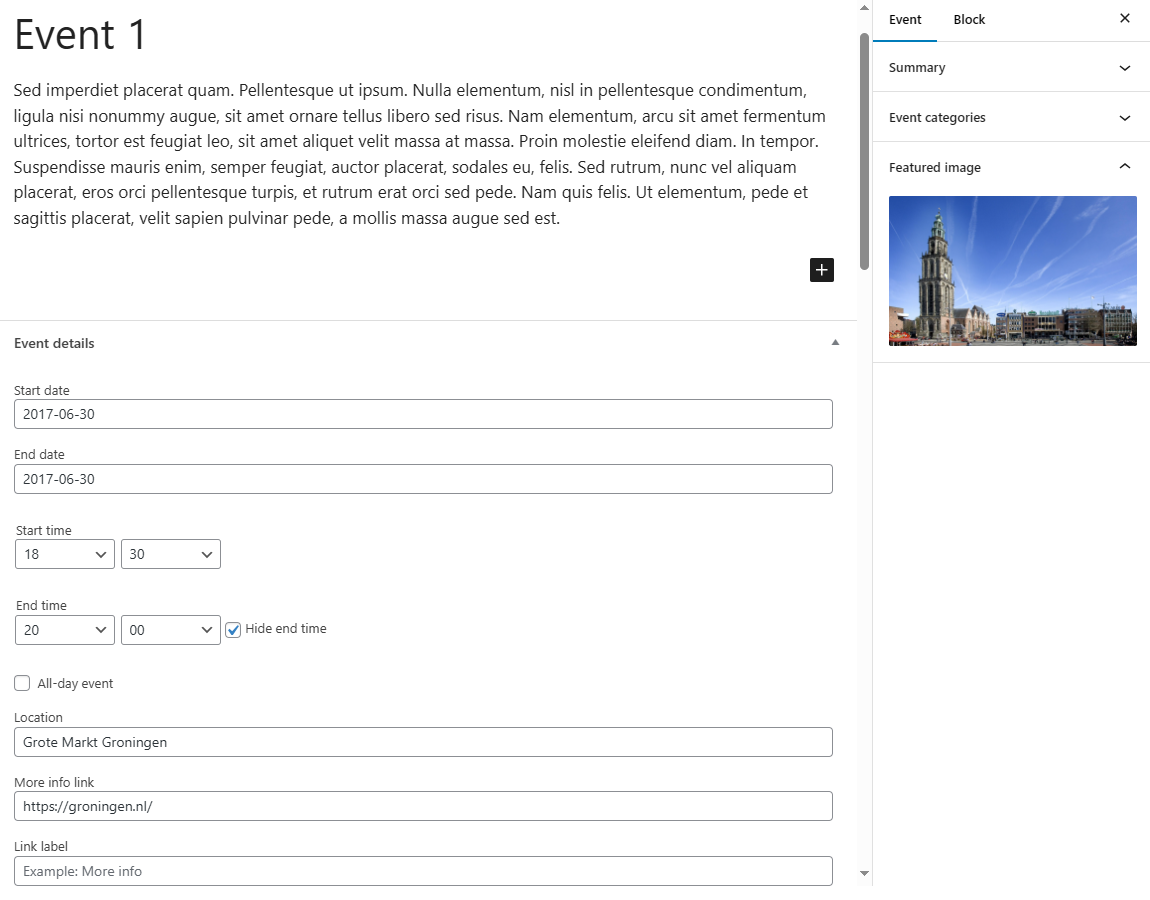 Event 1
Sed imperdiet placerat quam. Pellentesque ut ipsum. Nulla elementum, nisl in pellentesque condimentum,
ligula nisi nonummy augue, sit amet ornare tellus libero sed risus. Nam elementum, arcu sit amet fermentum
ultrices, tortor est feugiat leo, sit amet aliquet velit massa at massa. Proin molestie eleifend diam. In tempor.
Suspendisse mauris enim, semper feugiat, auctor placerat, sodales eu, felis. Sed rutrum, nunc vel aliquam
placerat, eros orci pellentesque turpis, et rutrum erat orci sed pede. Nam quis felis. Ut elementum, pede et
sagittis placerat, velit sapien pulvinar pede, a mollis massa augue sed est.
Event details
Start date
2017-06-30
End date
2017-06-30
Start time
18 30
End time
20 00 Hide end time
All-day event
Location
Grote Markt Groningen
More info link
https://groningen.nl/
Link label
Example: More info
Event Block
Summary
Event categories
Featured image